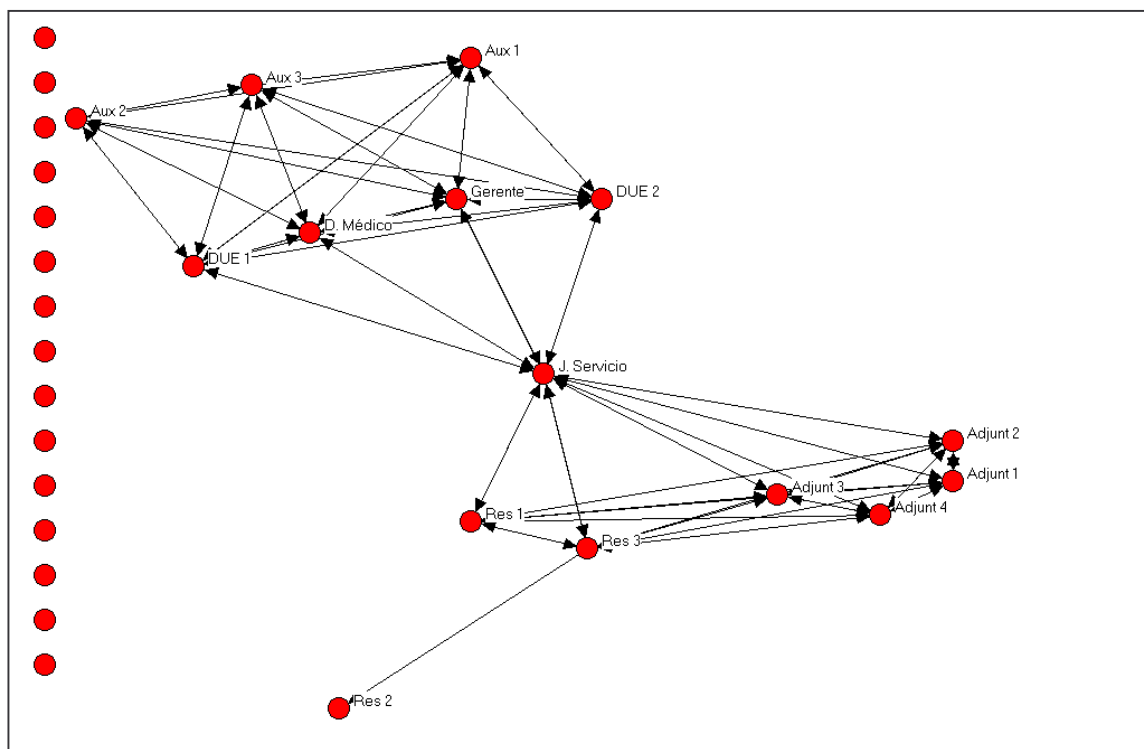 Aux 1
Aux 3
Aux 2
Gerente
DUE 2
D. Médico
DUE 1
J. Servicio
Adjunt 2
Adjunt 1
Adjunt 3
Adjunt 4
Res 1
Res 3
Res 2